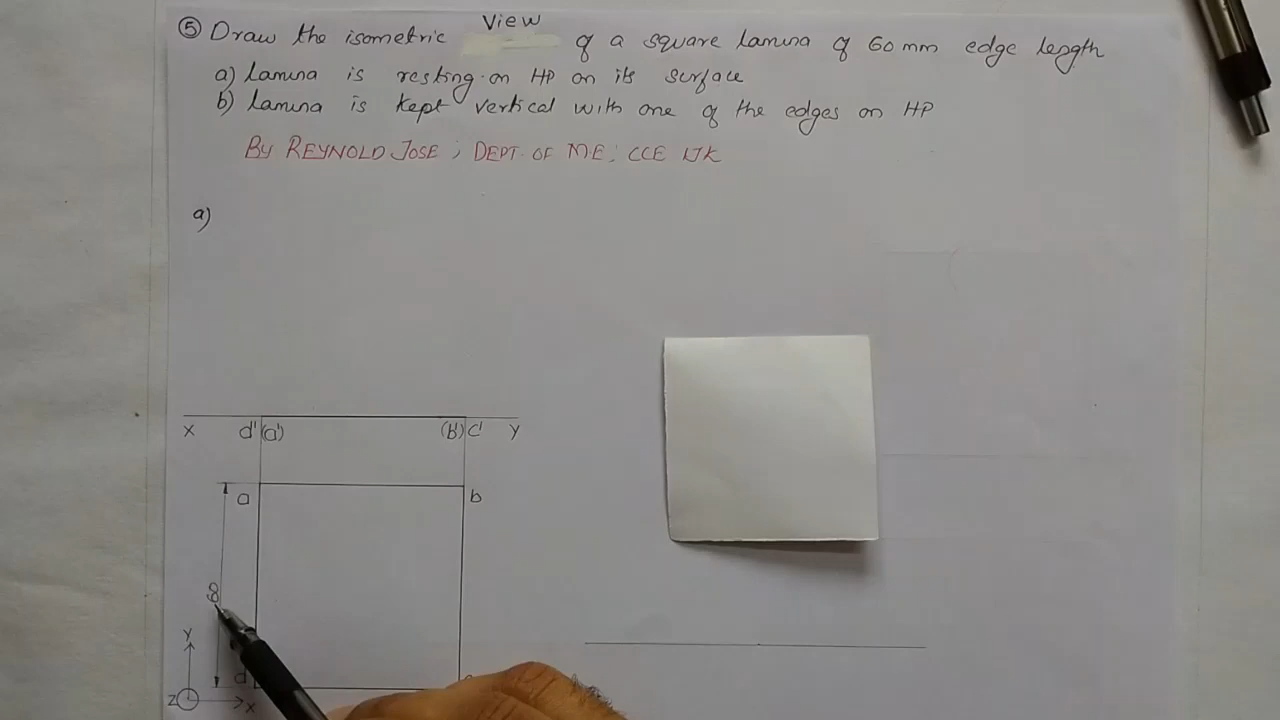 ⑤ Draw the isometric View of a square lamina of 60 mm edge length
a) Lamina is resting on HP on its surface
b) Lamina is kept vertical with one of the edges on HP
BY REYNOLD JOSE; DEPT. OF ME; CCE IJK
a)
X d' (a') (b') c' Y
a b
60
Y
d
Z X